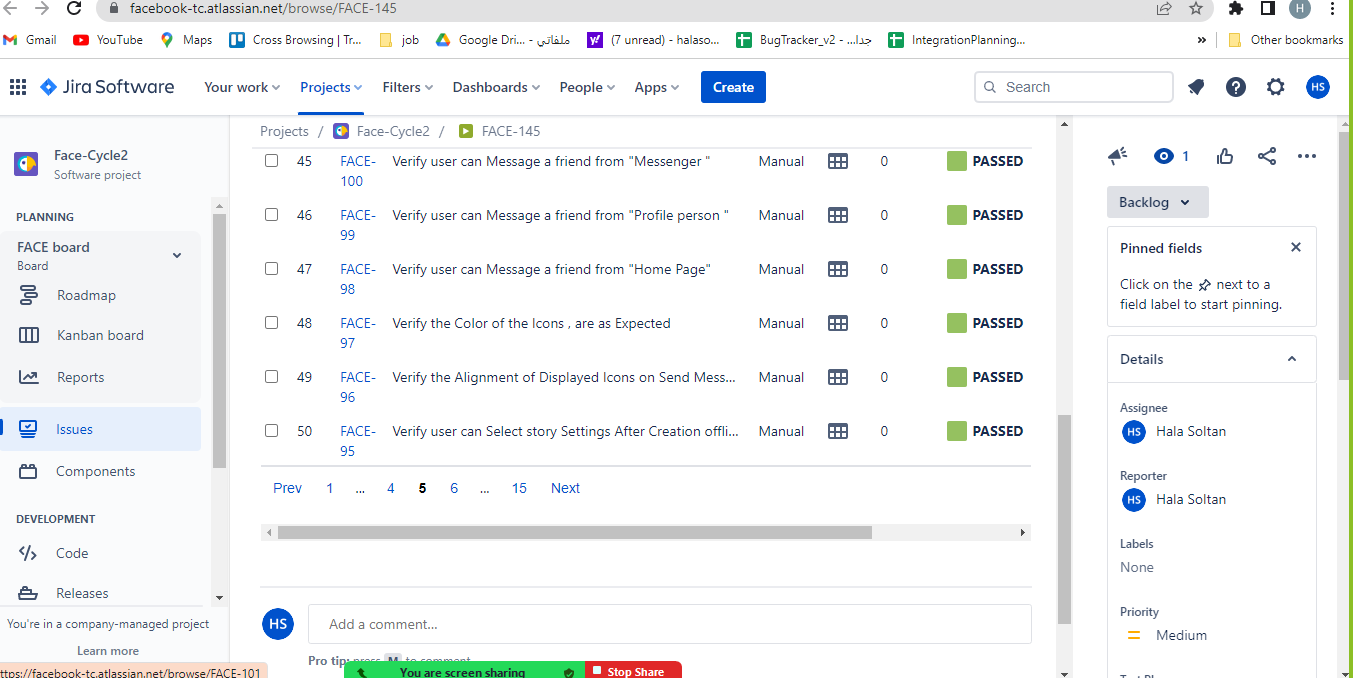 facebook-tc.atlassian.net/browse/FACE-145
H
Gmail YouTube Maps Cross Browsing | Tr... job Google Dri... - ملفاتي (7 unread) - halaso... BugTracker_v2 - ...جدا IntegrationPlanning... » Other bookmarks
Jira Software Your work Projects Filters Dashboards People Apps Create Search HS
Projects / Face-Cycle2 / FACE-145
Face-Cycle2
Software project
PLANNING
FACE board
Board
Roadmap
Kanban board
Reports
Issues
Components
DEVELOPMENT
Code
Releases
You're in a company-managed project
Learn more
ttps://facebook-tc.atlassian.net/browse/FACE-101
45 FACE-100 Verify user can Message a friend from "Messenger " Manual 0 PASSED
46 FACE-99 Verify user can Message a friend from "Profile person " Manual 0 PASSED
47 FACE-98 Verify user can Message a friend from "Home Page" Manual 0 PASSED
48 FACE-97 Verify the Color of the Icons , are as Expected Manual 0 PASSED
49 FACE-96 Verify the Alignment of Displayed Icons on Send Mess... Manual 0 PASSED
50 FACE-95 Verify user can Select story Settings After Creation offli... Manual 0 PASSED
Prev 1 ... 4 5 6 ... 15 Next
HS Add a comment...
Pro tip: press M to comment
You are screen sharing Stop Share
1
Backlog
Pinned fields
Click on the next to a
field label to start pinning.
Details
Assignee
HS Hala Soltan
Reporter
HS Hala Soltan
Labels
None
Priority
Medium